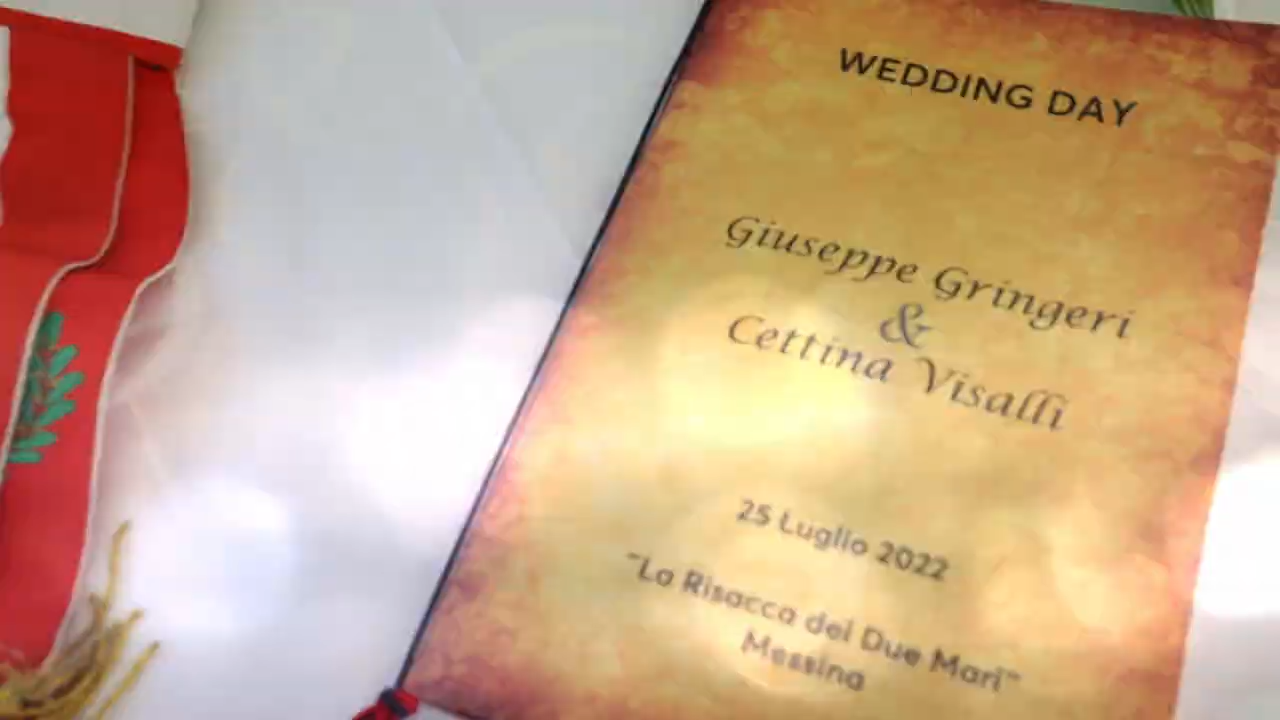 WEDDING DAY
Giuseppe Gringeri
&
Cettina Visalli
25 Luglio 2022
"La Risacca dei Due Mari"
Messina